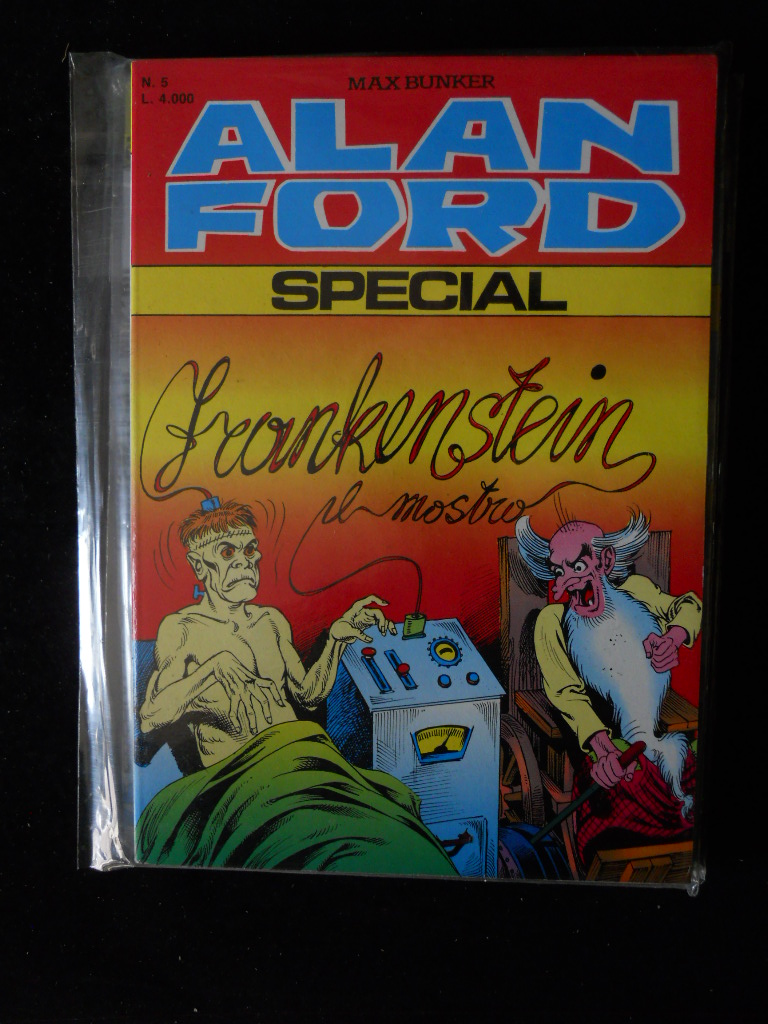 N. 5
MAX BUNKER
L. 4.000
ALAN
FORD
SPECIAL
Frankenstein
il mostro